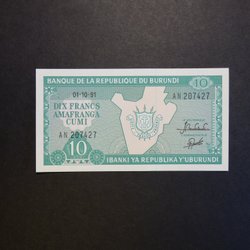 BANQUE DE LA REPUBLIQUE DU BURUNDI
10
01-10-91
AN 207427
DIX FRANCS
AMAFRANGA
CUMI
AN 207427
10
IBANKI YA REPUBLIKA Y'UBURUNDI